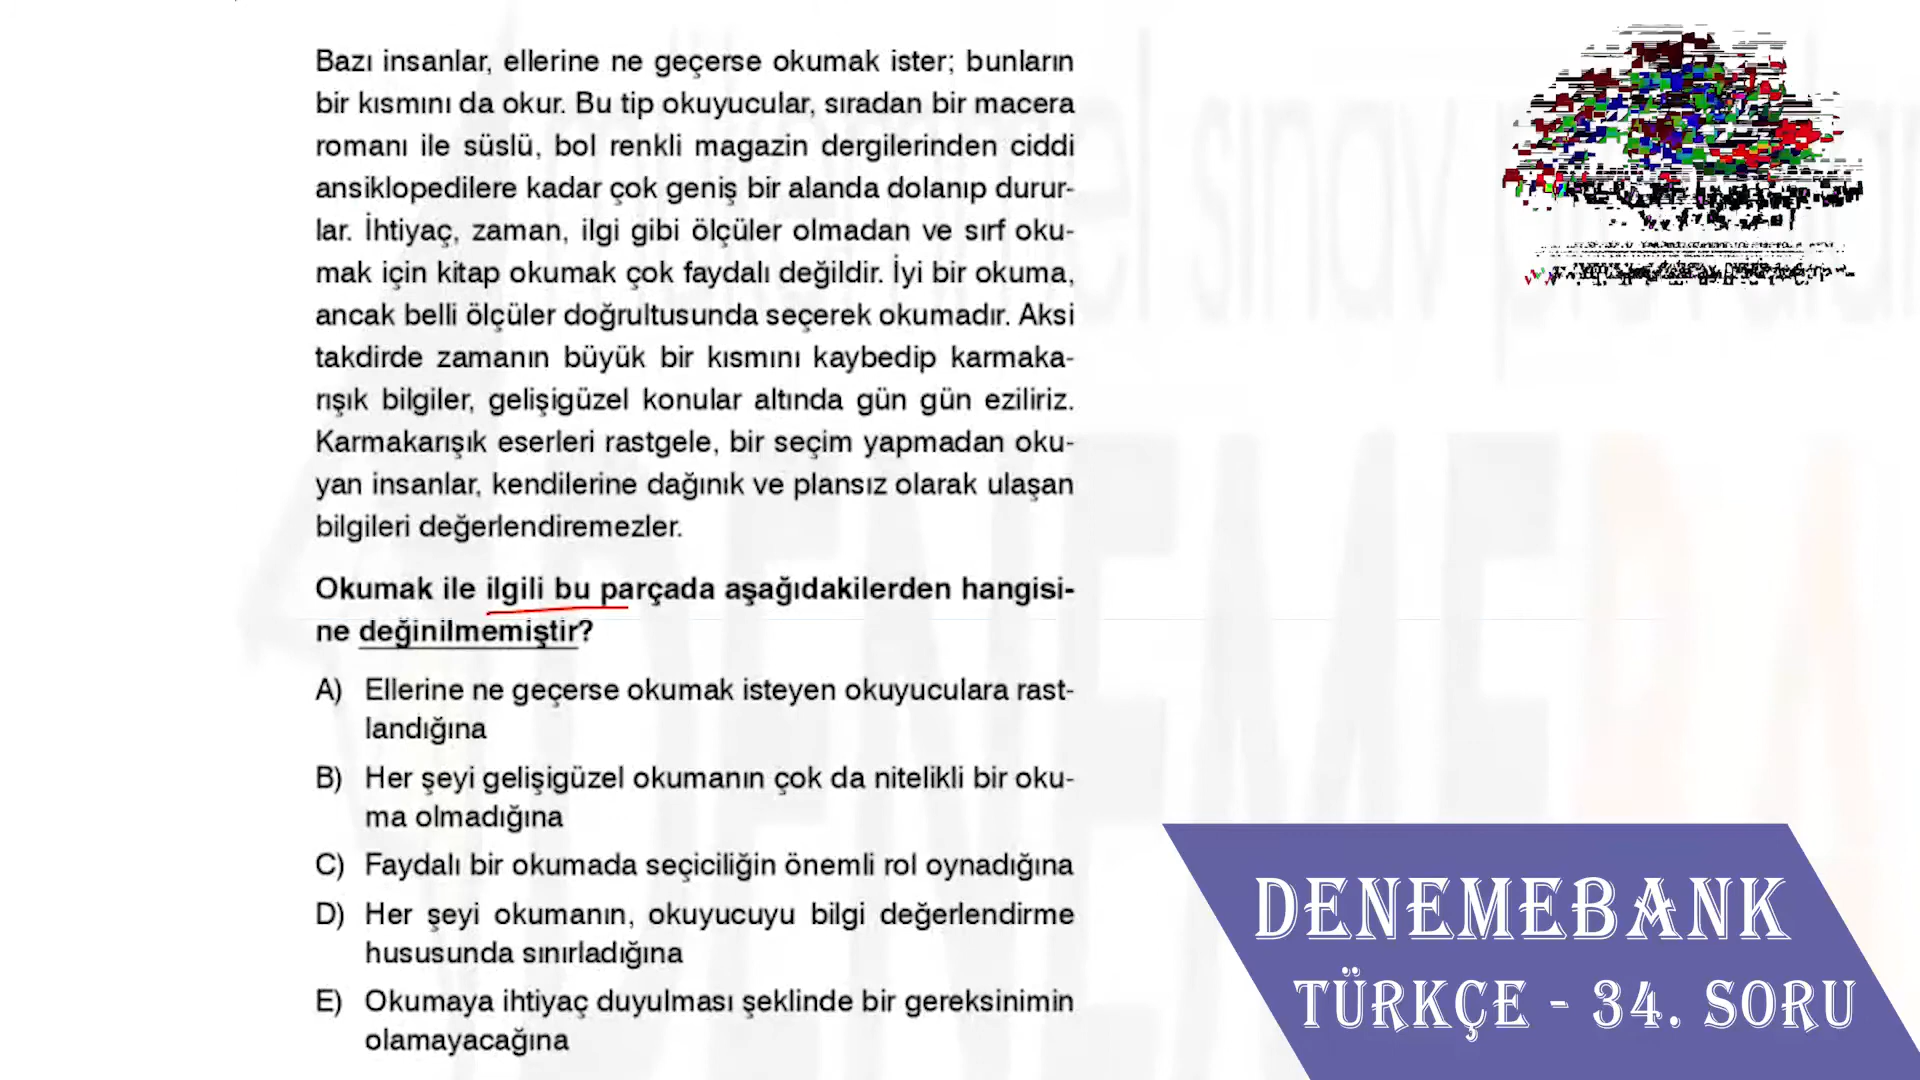 Bazı insanlar, ellerine ne geçerse okumak ister; bunların
bir kısmını da okur. Bu tip okuyucular, sıradan bir macera
romanı ile süslü, bol renkli magazin dergilerinden ciddi
ansiklopedilere kadar çok geniş bir alanda dolanıp durur-
lar. İhtiyaç, zaman, ilgi gibi ölçüler olmadan ve sırf oku-
mak için kitap okumak çok faydalı değildir. İyi bir okuma,
ancak belli ölçüler doğrultusunda seçerek okumadır. Aksi
takdirde zamanın büyük bir kısmını kaybedip karmaka-
rışık bilgiler, gelişigüzel konular altında gün gün eziliriz.
Karmakarışık eserleri rastgele, bir seçim yapmadan oku-
yan insanlar, kendilerine dağınık ve plansız olarak ulaşan
bilgileri değerlendiremezler.
Okumak ile ilgili bu parçada aşağıdakilerden hangisi-
ne değinilmemiştir?
A) Ellerine ne geçerse okumak isteyen okuyuculara rast-
landığına
B) Her şeyi gelişigüzel okumanın çok da nitelikli bir oku-
ma olmadığına
C) Faydalı bir okumada seçiciliğin önemli rol oynadığına
D) Her şeyi okumanın, okuyucuyu bilgi değerlendirme
hususunda sınırladığına
E) Okumaya ihtiyaç duyulması şeklinde bir gereksinimin
olamayacağına
DENEMEBANK
TÜRKÇE - 34. SORU